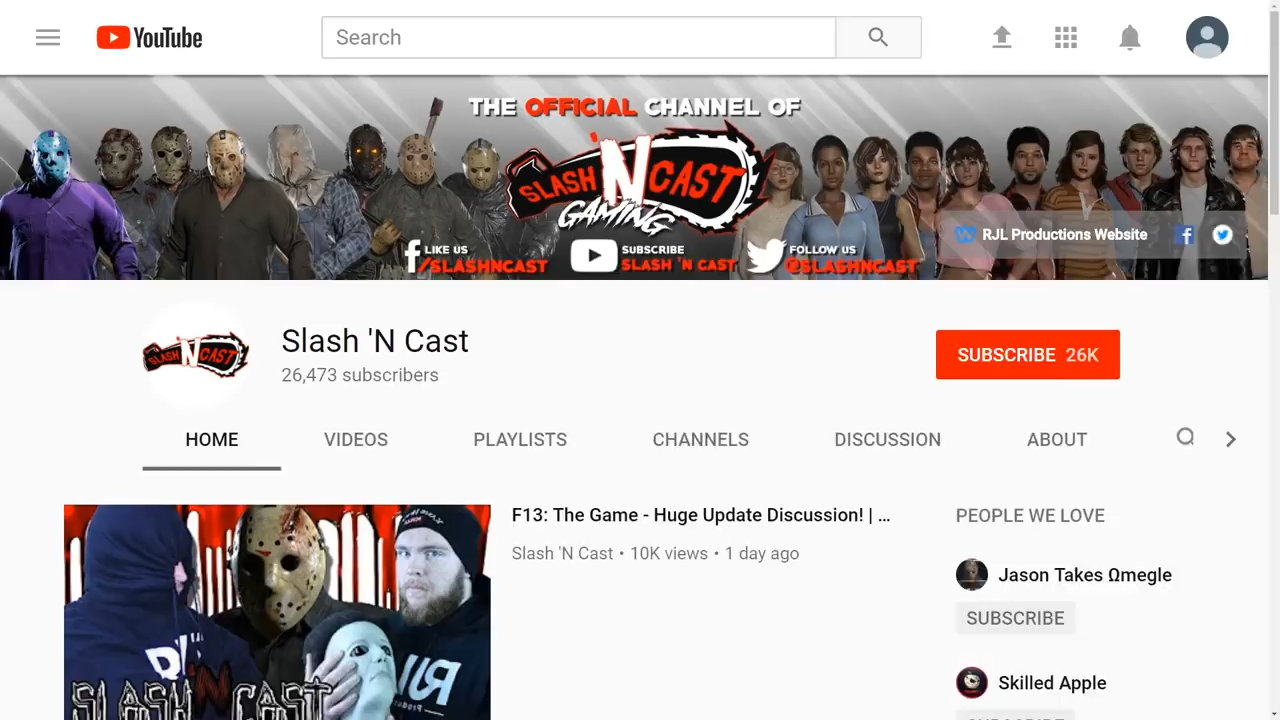 YouTube
Search
THE OFFICIAL CHANNEL OF
SLASH 'N CAST
GAMING
LIKE US
/SLASHNCAST
SUBSCRIBE
SLASH 'N CAST
FOLLOW US
@SLASHNCAST
RJL Productions Website
SLASH 'N CAST
Slash 'N Cast
26,473 subscribers
SUBSCRIBE 26K
HOME
VIDEOS
PLAYLISTS
CHANNELS
DISCUSSION
ABOUT
F13: The Game - Huge Update Discussion! | ...
Slash 'N Cast • 10K views • 1 day ago
SLASH 'N CAST
PEOPLE WE LOVE
Jason Takes Ωmegle
SUBSCRIBE
Skilled Apple
SUBSCRIBE